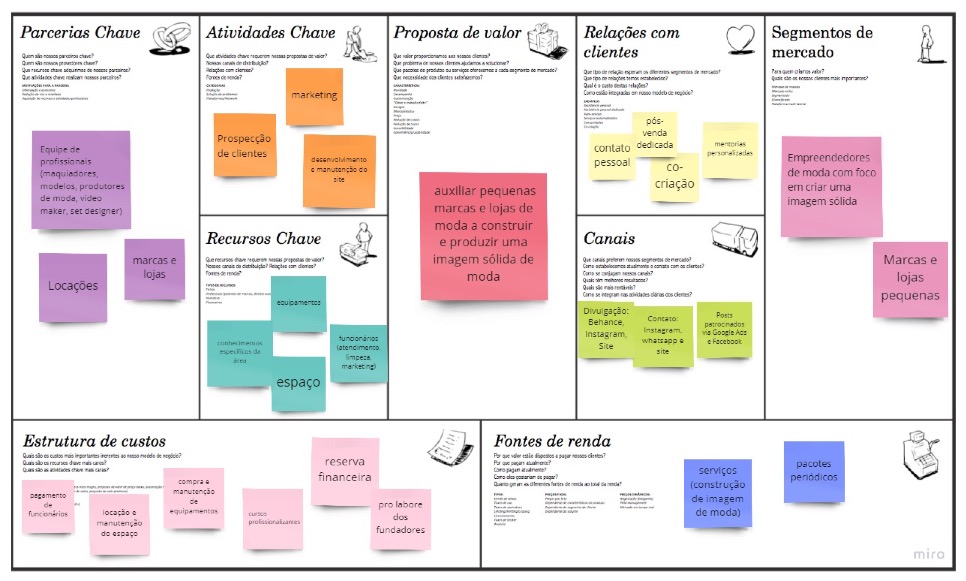 Parcerias Chave
Quem são nossos parceiros chave?
Quem são nossos provedores chave?
Que recursos chave adquirimos de nossos parceiros?
Que atividades chave realizam nossos parceiros?
Equipe de
profissionais
(maquiadores,
modelos, produtores
de moda, video
maker, set designer)
Locações
marcas e
lojas
Atividades Chave
Que atividades chave requerem nossas propostas de valor?
Nossos canais de distribuição?
Relações com clientes?
Fontes de renda?
marketing
Prospecção
de clientes
desenvolvimento
e manutenção do
site
Recursos Chave
Que recursos chave requerem nossas propostas de valor?
Nossos canais de distribuição? Relações com clientes?
Fontes de renda?
equipamentos
conhecimentos
específicos da
área
funcionários
(atendimento,
limpeza,
marketing)
espaço
Proposta de valor
Que valor proporcionamos aos nossos clientes?
Que problema de nossos clientes ajudamos a solucionar?
Que pacotes de produto ou serviços oferecemos a cada segmento de mercado?
Que necessidade dos clientes satisfazemos?
auxiliar pequenas
marcas e lojas de
moda a construir
e produzir uma
imagem sólida de
moda
Relações com
clientes
Que tipo de relação esperam os diferentes segmentos de mercado?
Que tipo de relações temos estabelecidas?
Qual é o custo destas relações?
Como estão integradas em nosso modelo de negócio?
pós-
venda
dedicada
contato
pessoal
mentorias
personalizadas
co-
criação
Canais
Que canais preferem nossos segmentos de mercado?
Como estabelecemos atualmente o contato com os clientes?
Como se conjugam nossos canais?
Quais têm melhores resultados?
Quais são mais rentáveis?
Como se integram nas atividades diárias dos clientes?
Divulgação:
Behance,
Instagram,
Site
Contato:
Instagram,
whatsapp e
site
Posts
patrocinados
via Google Ads
e Facebook
Segmentos de
mercado
Para quem criamos valor?
Quais são os nossos clientes mais importantes?
Empreendedores
de moda com foco
em criar uma
imagem sólida
Marcas e
lojas
pequenas
Estrutura de custos
Quais são os custos mais importantes inerentes ao nosso modelo de negócio?
Quais são os recursos chave mais caros?
Quais são as atividades chave mais caras?
pagamento
de
funcionários
locação e
manutenção
do espaço
compra e
manutenção
de
equipamentos
cursos
profissionalizantes
reserva
financeira
pro labore
dos
fundadores
Fontes de renda
Por que valor estão dispostos a pagar nossos clientes?
Por que pagam atualmente?
Como pagam atualmente?
Como eles gostariam de pagar?
Quanto geram as diferentes fontes de renda ao total da renda?
serviços
(construção
de imagem
de moda)
pacotes
periódicos
miro